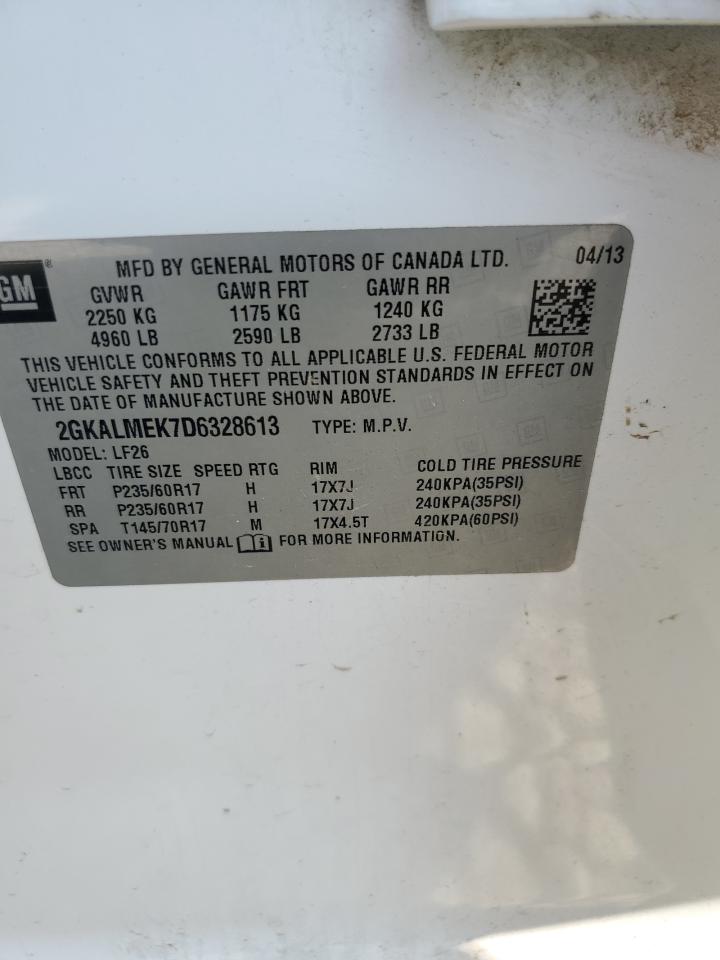 GM ® MFD BY GENERAL MOTORS OF CANADA LTD. 04/13
GVWR GAWR FRT GAWR RR
2250 KG 1175 KG 1240 KG
4960 LB 2590 LB 2733 LB
THIS VEHICLE CONFORMS TO ALL APPLICABLE U.S. FEDERAL MOTOR
VEHICLE SAFETY AND THEFT PREVENTION STANDARDS IN EFFECT ON
THE DATE OF MANUFACTURE SHOWN ABOVE.
2GKALMEK7D6328613 TYPE: M.P.V.
MODEL: LF26
LBCC TIRE SIZE SPEED RTG RIM COLD TIRE PRESSURE
FRT P235/60R17 H 17X7J 240KPA(35PSI)
RR P235/60R17 H 17X7J 240KPA(35PSI)
SPA T145/70R17 M 17X4.5T 420KPA(60PSI)
SEE OWNER'S MANUAL i FOR MORE INFORMATION.